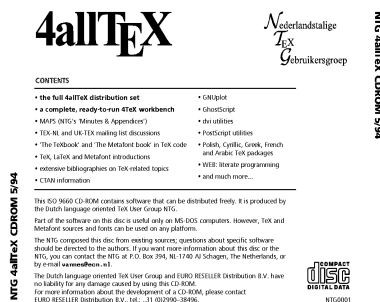 4allTEX
Nederlandstalige
TEX
Gebruikersgroep
CONTENTS
• the full 4allTeX distribution set
• a complete, ready-to-run 4TeX workbench
• MAPS (NTG's 'Minutes & Appendices')
• TEX-NL and UK-TEX mailing list discussions
• 'The TeXbook' and 'The Metafont book' in TeX code
• TeX, LaTeX and Metafont introductions
• extensive bibliographies on TeX-related topics
• CTAN information
• GNUplot
• GhostScript
• dvi utilities
• PostScript utilities
• Polish, Cyrillic, Greek, French
and Arabic TeX packages
• WEB: literate programming
• and much more...
This ISO 9660 CD-ROM contains software that can be distributed freely. It is produced by
the Dutch language oriented TeX User Group NTG.
Part of the software on this disc is useful only on MS-DOS computers. However, TeX and
Metafont sources and fonts can be used on any platform.
The NTG composed this disc from existing sources; questions about specific software
should be directed to the authors. If you want more information about this disc or the
NTG, you can contact the NTG at P.O. Box 394, NL-1740 AJ Schagen, The Netherlands, or
by e-mail vannes@ecn.nl.
The Dutch language oriented TeX User Group and EURO RESELLER Distribution B.V. have
no liability for any damage caused by using this CD-ROM.
For more information about the development of a CD-ROM, please contact
EURO RESELLER Distribution B.V., tel.: ..31 (0)2990-38496.
COMPACT
disc
DIGITAL DATA
NTG0001
NTG 4allTeX CDROM 5/94
NTG 4allTeX CDROM 5/94